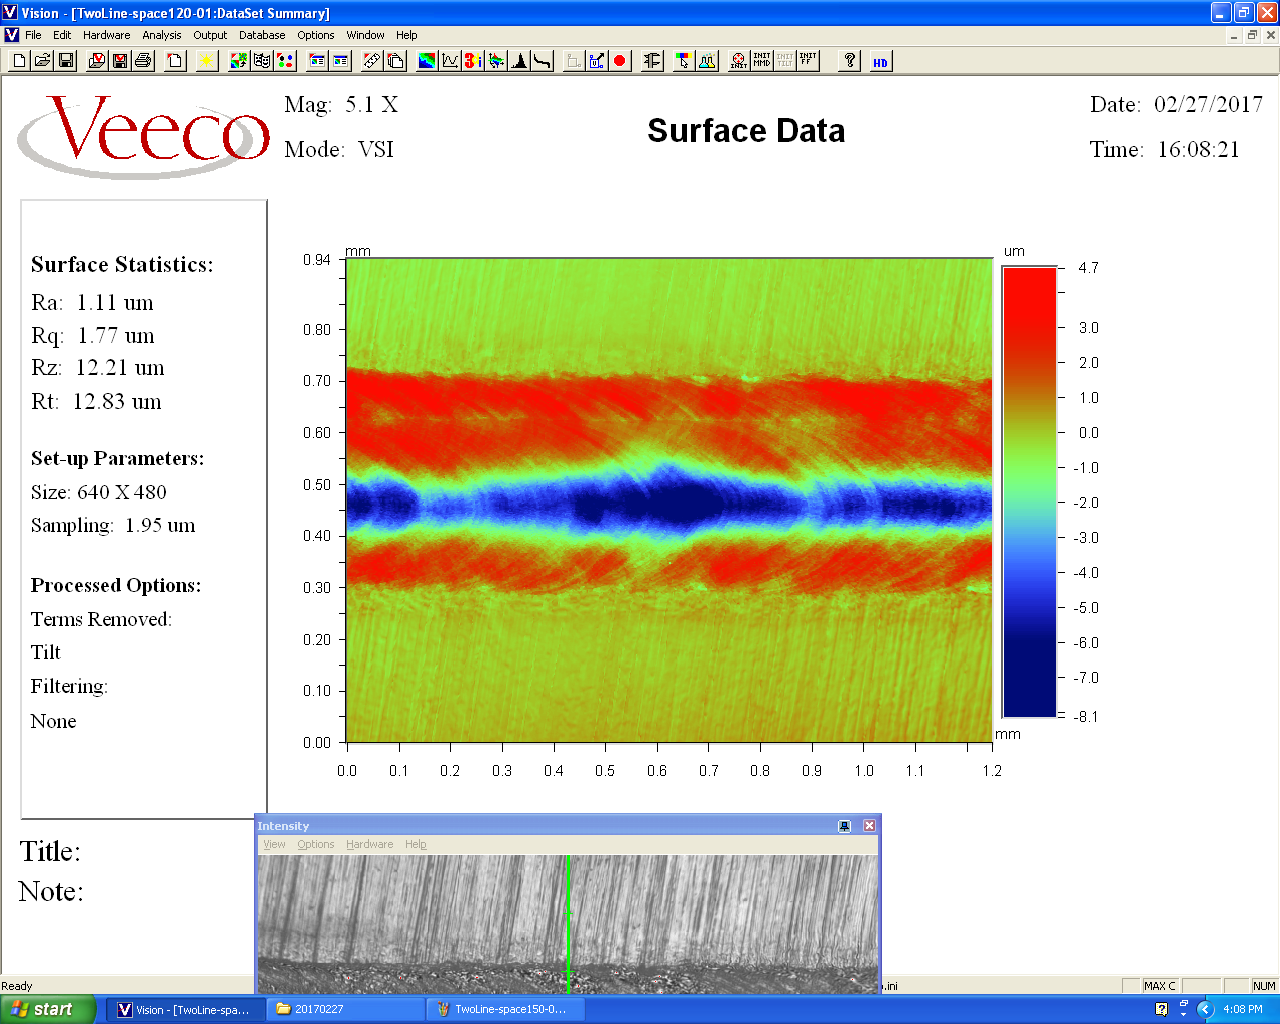 Vision - [TwoLine-space120-01:DataSet Summary]
File Edit Hardware Analysis Output Database Options Window Help
INIT INIT MMD INIT TILT INIT FF ? HD
Veeco
Mag: 5.1 X
Mode: VSI
Surface Data
Date: 02/27/2017
Time: 16:08:21
Surface Statistics:
Ra: 1.11 um
Rq: 1.77 um
Rz: 12.21 um
Rt: 12.83 um
Set-up Parameters:
Size: 640 X 480
Sampling: 1.95 um
Processed Options:
Terms Removed:
Tilt
Filtering:
None
mm
0.94
0.80
0.70
0.60
0.50
0.40
0.30
0.20
0.10
0.00
0.0 0.1 0.2 0.3 0.4 0.5 0.6 0.7 0.8 0.9 1.0 1.1 1.2
mm
um
4.7
3.0
2.0
1.0
0.0
-1.0
-2.0
-3.0
-4.0
-5.0
-6.0
-7.0
-8.1
Title:
Note:
Intensity
View Options Hardware Help
Ready
.ini
MAX C
NUM
start
Vision - [TwoLine-spa...
20170227
TwoLine-space150-0...
4:08 PM